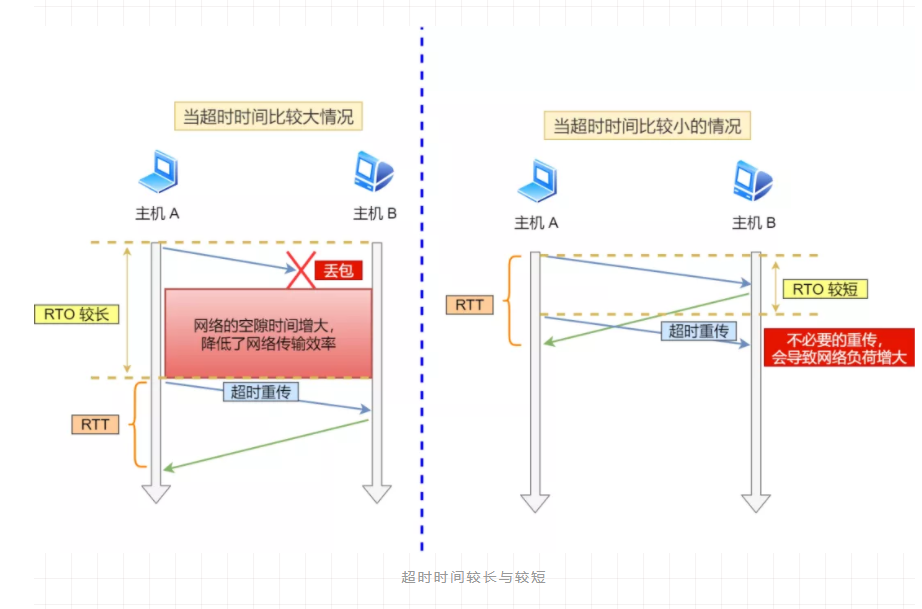 当超时时间比较大情况
主机 A
主机 B
丢包
RTO 较长
网络的空隙时间增大，
降低了网络传输效率
超时重传
RTT
当超时时间比较小的情况
主机 A
主机 B
RTT
RTO 较短
超时重传
不必要的重传，
会导致网络负荷增大
超时时间较长与较短